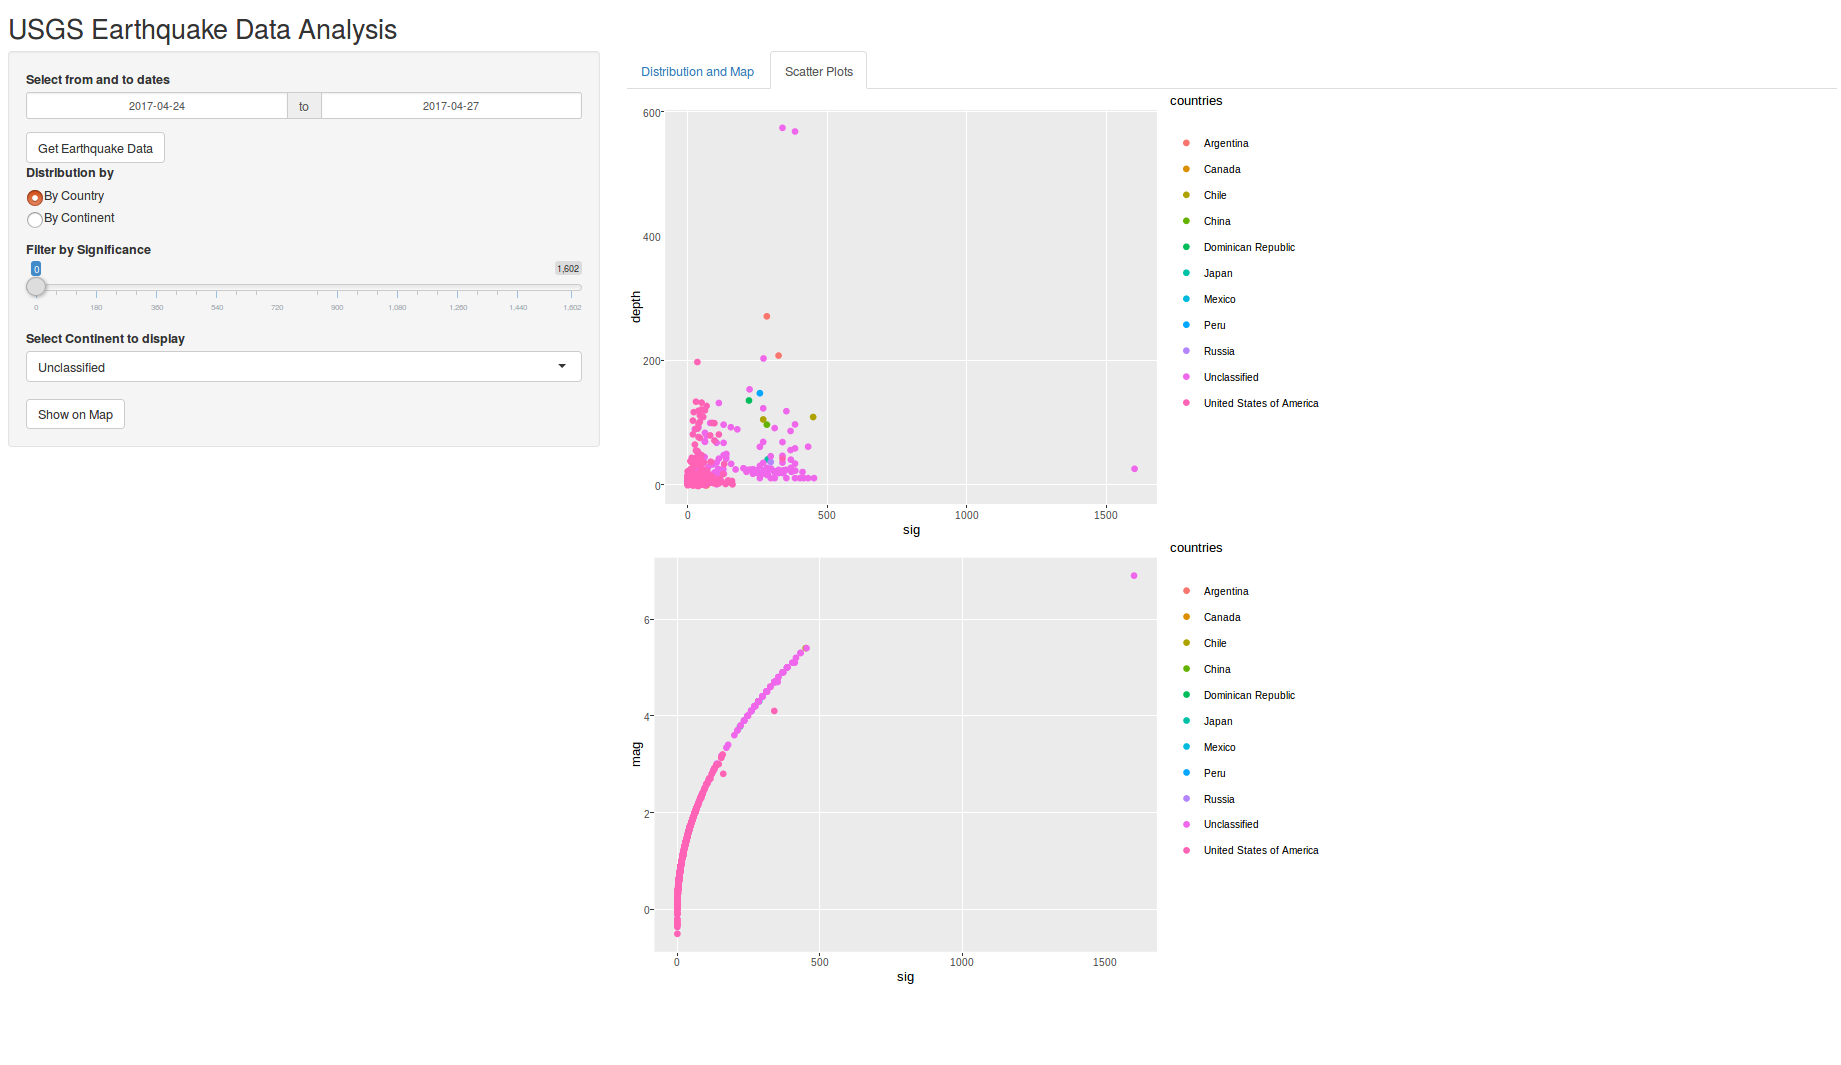 USGS Earthquake Data Analysis
Select from and to dates
2017-04-24 to 2017-04-27
Get Earthquake Data
Distribution by
By Country
By Continent
Filter by Significance
0 1,602
0 180 360 540 720 900 1,080 1,260 1,440 1,602
Select Continent to display
Unclassified
Show on Map
Distribution and Map Scatter Plots
600
400
200
0
depth
0 500 1000 1500
sig
countries
Argentina
Canada
Chile
China
Dominican Republic
Japan
Mexico
Peru
Russia
Unclassified
United States of America
6
4
2
0
mag
0 500 1000 1500
sig
countries
Argentina
Canada
Chile
China
Dominican Republic
Japan
Mexico
Peru
Russia
Unclassified
United States of America